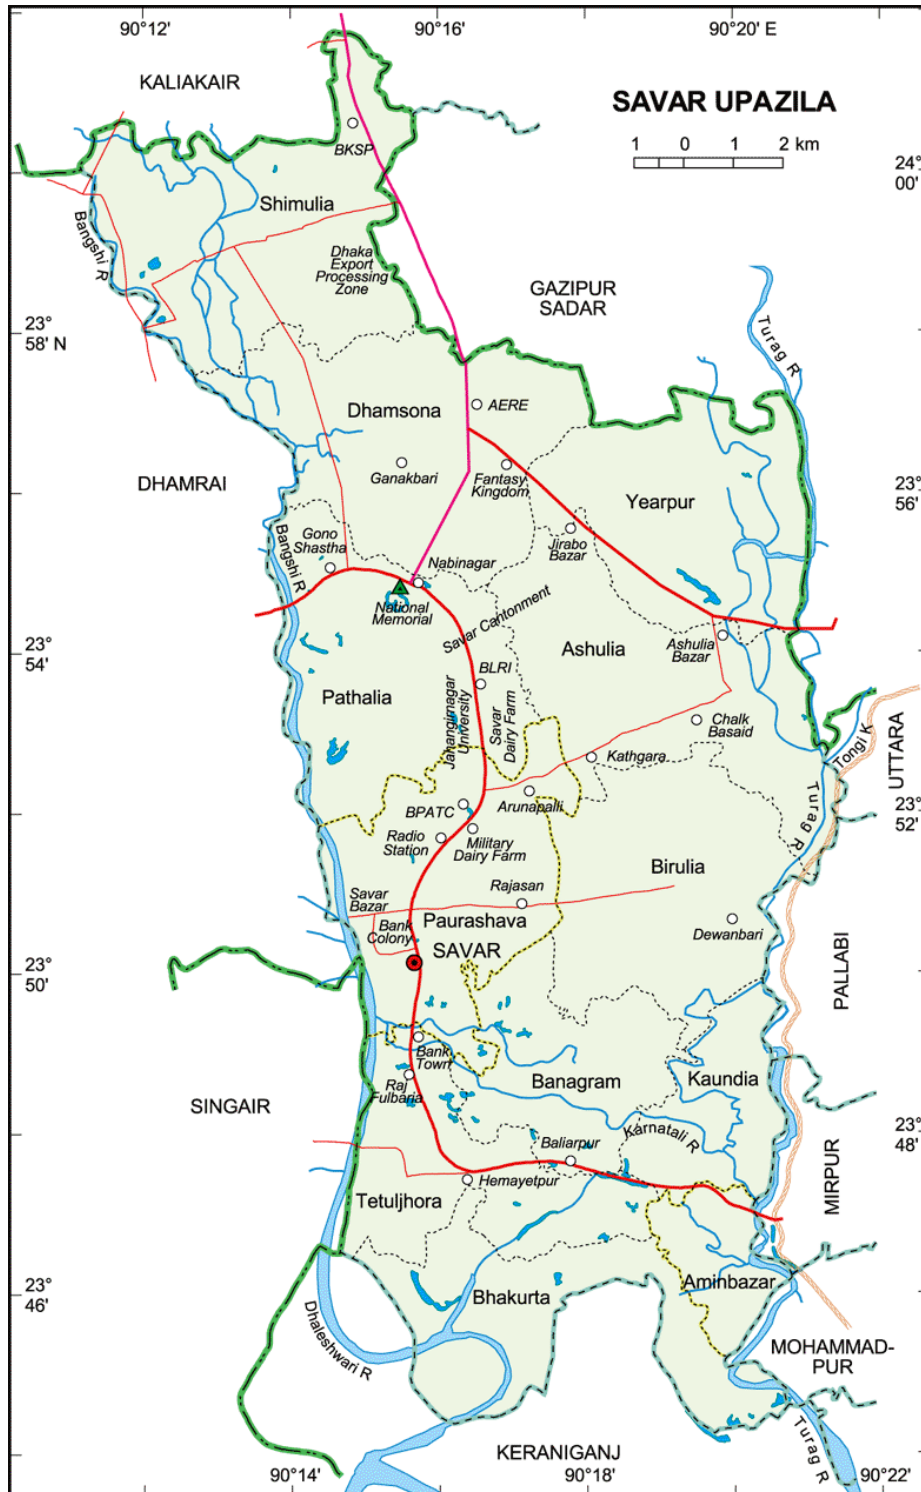 90°12'
90°16'
90°20' E
KALIAKAIR
SAVAR UPAZILA
1 0 1 2 km
BKSP
24°
00'
Shimulia
Bangshi R
Dhaka
Export
Processing
Zone
GAZIPUR
SADAR
23°
58' N
Turag R
Dhamsona
AERE
Ganakbari
Fantasy
Kingdom
DHAMRAI
Yearpur
23°
56'
Gono
Shastha
Bangshi R
Jirabo
Bazar
Nabinagar
National
Memorial
Savar Cantonment
23°
54'
Ashulia
Ashulia
Bazar
BLRI
Pathalia
Jahangirnagar
University
Savar
Dairy Farm
Chalk
Basaid
Kathgara
Tongi K
UTTARA
Arunapalli
BPATC
Radio
Station
Military
Dairy Farm
Turag R
23°
52'
Birulia
Rajasan
Savar
Bazar
Paurashava
Bank
Colony
Dewanbari
SAVAR
PALLABI
23°
50'
Bank
Town
Raj
Fulbaria
Banagram
Kaundia
SINGAIR
Karnatali R
Baliarpur
23°
48'
MIRPUR
Hemayetpur
Tetuljhora
Aminbazar
Bhakurta
23°
46'
Dhaleshwari R
MOHAMMAD-
PUR
Turag R
KERANIGANJ
90°14'
90°18'
90°22'